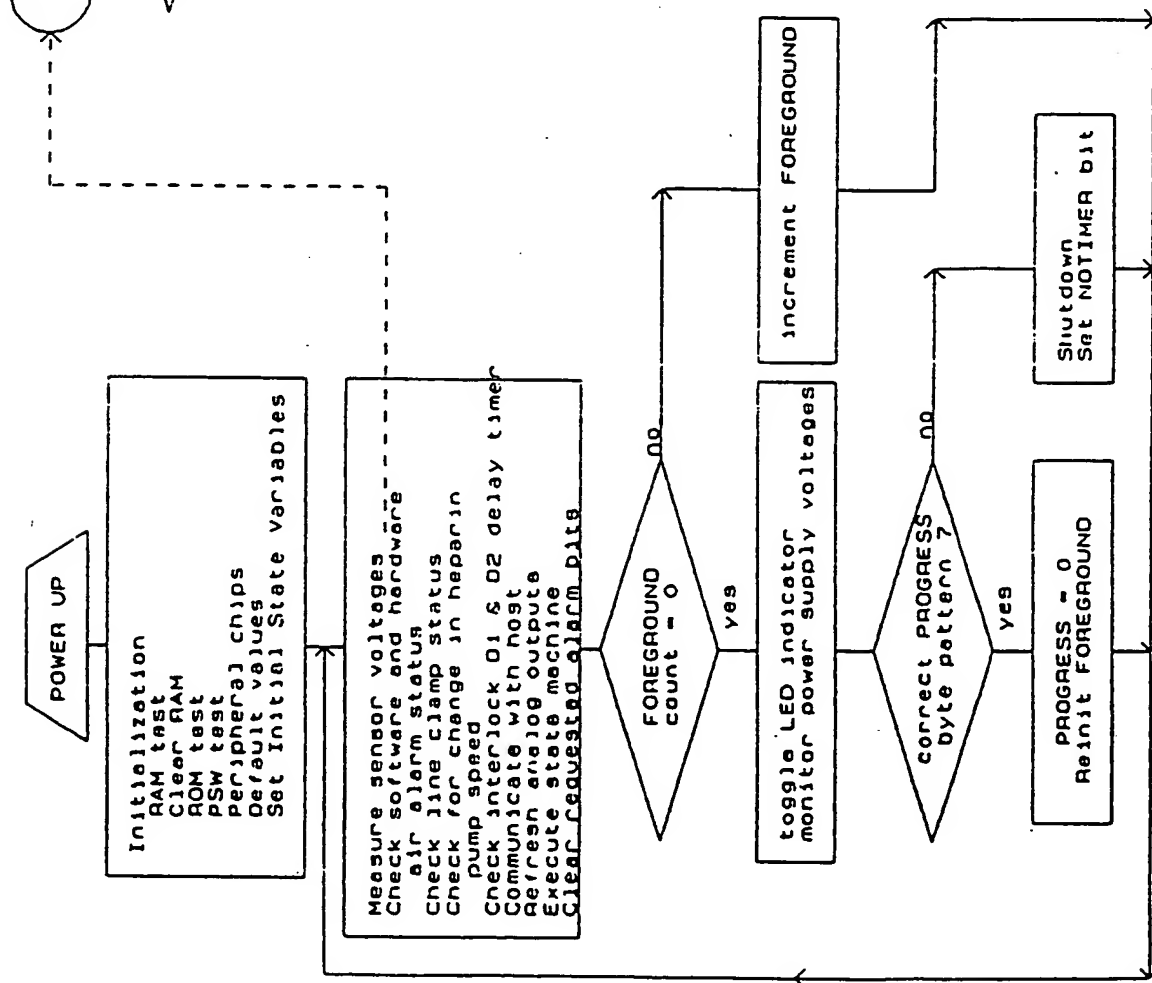 POWER UP
Initialization
RAM test
Clear RAM
ROM test
PSW test
Peripheral chips
Default values
Set Initial State Variables
Measure sensor voltages
Check software and hardware
air alarm status
Check line clamp status
Check for change in heparin
pump speed
Check interlock D1 & D2 delay timer
Communicate with host
Refresh analog outputs
Execute state machine
Clear requested alarm bits
FOREGROUND
count = 0
no
yes
increment FOREGROUND
toggle LED indicator
monitor power supply voltages
correct PROGRESS
byte pattern ?
no
yes
Shutdown
Set NOTIMER bit
PROGRESS = 0
Reinit FOREGROUND